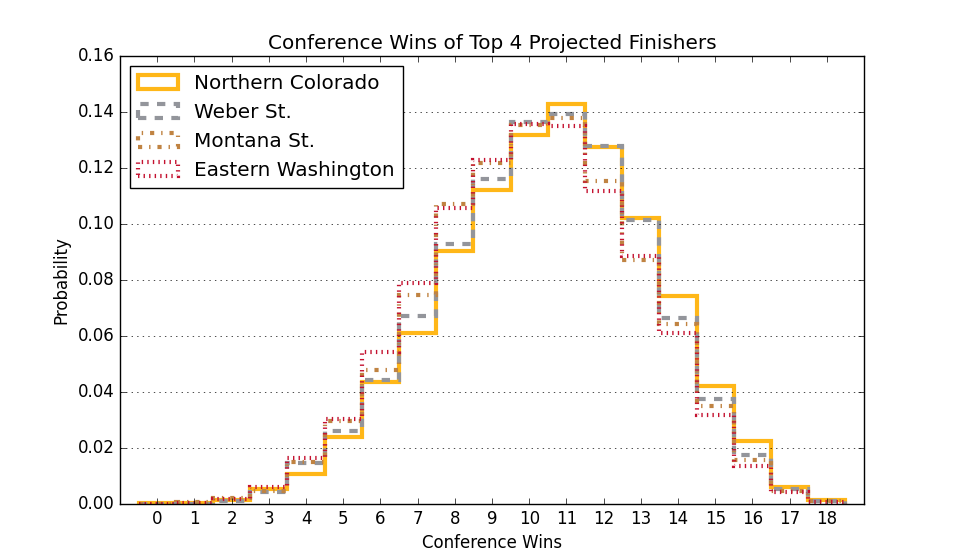 Conference Wins of Top 4 Projected Finishers
0.16
0.14
0.12
0.10
0.08
0.06
0.04
0.02
0.00
Probability
Northern Colorado
Weber St.
Montana St.
Eastern Washington
0 1 2 3 4 5 6 7 8 9 10 11 12 13 14 15 16 17 18
Conference Wins